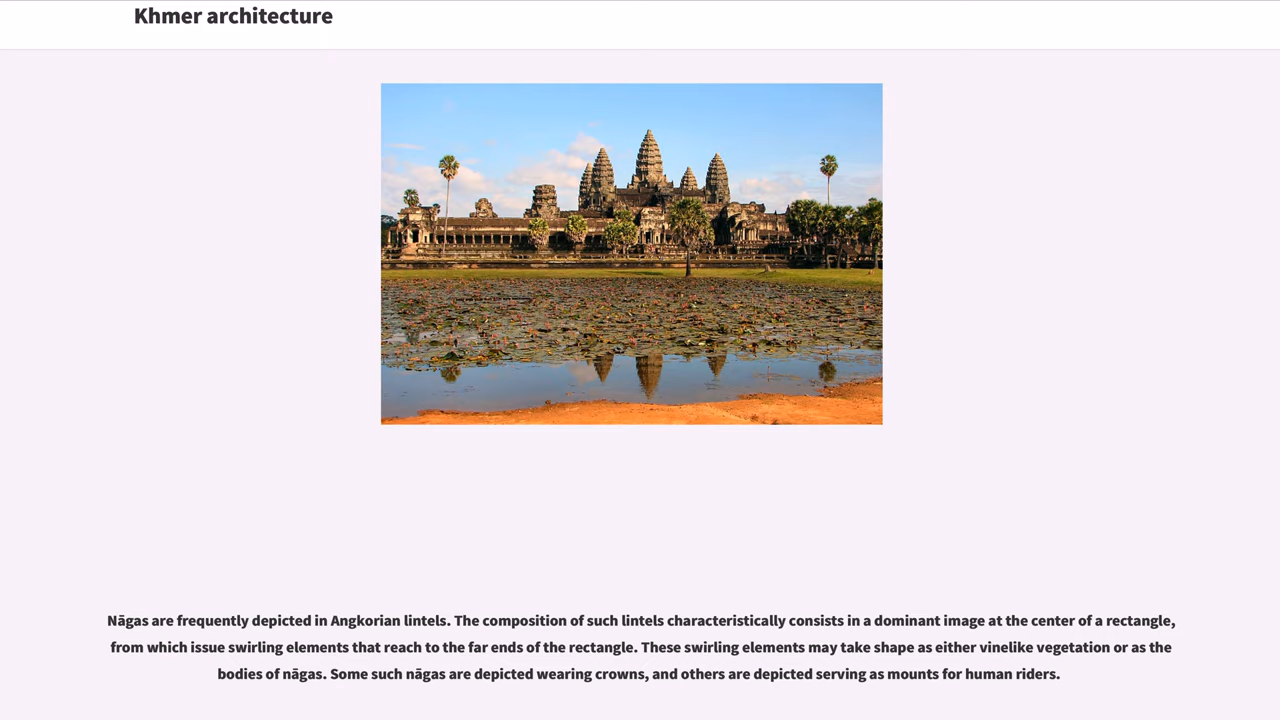 Khmer architecture
Nāgas are frequently depicted in Angkorian lintels. The composition of such lintels characteristically consists in a dominant image at the center of a rectangle,
from which issue swirling elements that reach to the far ends of the rectangle. These swirling elements may take shape as either vinelike vegetation or as the
bodies of nāgas. Some such nāgas are depicted wearing crowns, and others are depicted serving as mounts for human riders.